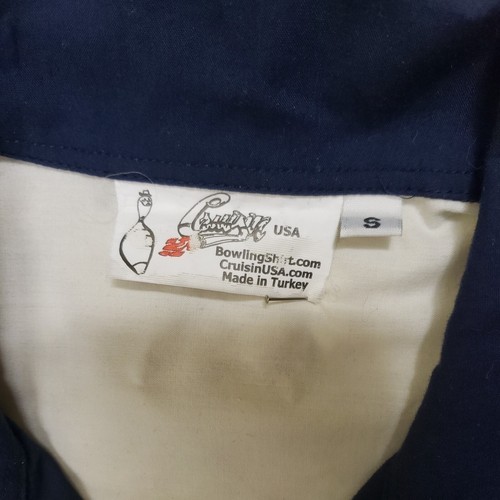 Cruisin USA
S
BowlingShirt.com
CruisinUSA.com
Made in Turkey